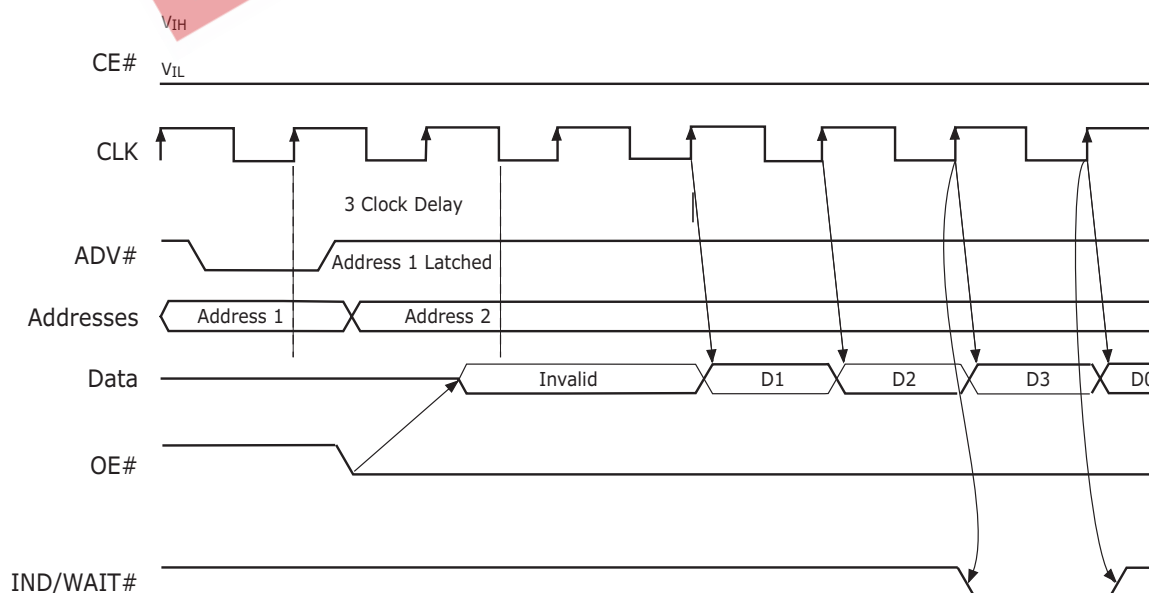 VIH
CE#
VIL
CLK
3 Clock Delay
ADV#
Address 1 Latched
Addresses
Address 1
Address 2
Data
Invalid
D1
D2
D3
D0
OE#
IND/WAIT#